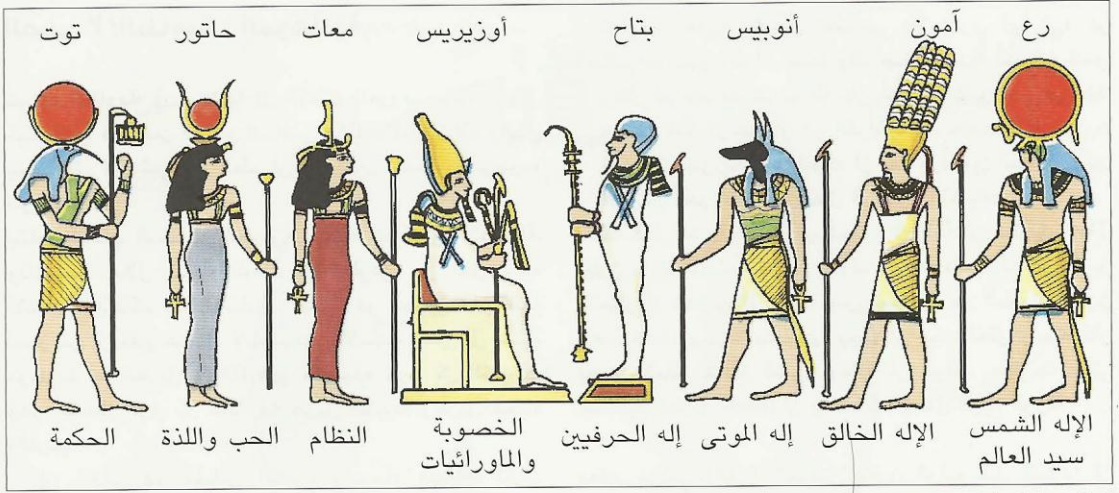 رع
آمون
أنوبيس
بتاح
أوزيريس
معات
حاتور
توت
الإله الشمس
سيد العالم
الإله الخالق
إله الموتى
إله الحرفيين
الخصوبة
والماورائيات
النظام
الحب واللذة
الحكمة